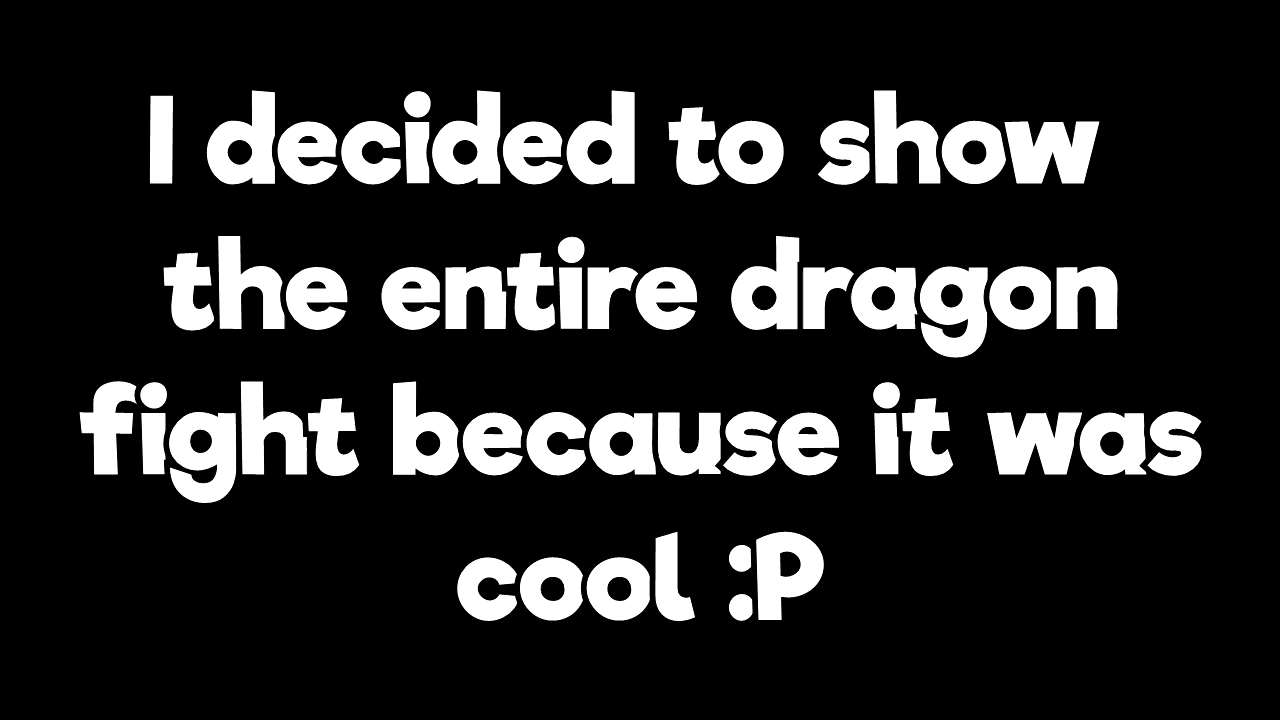 I decided to show
the entire dragon
fight because it was
cool :P